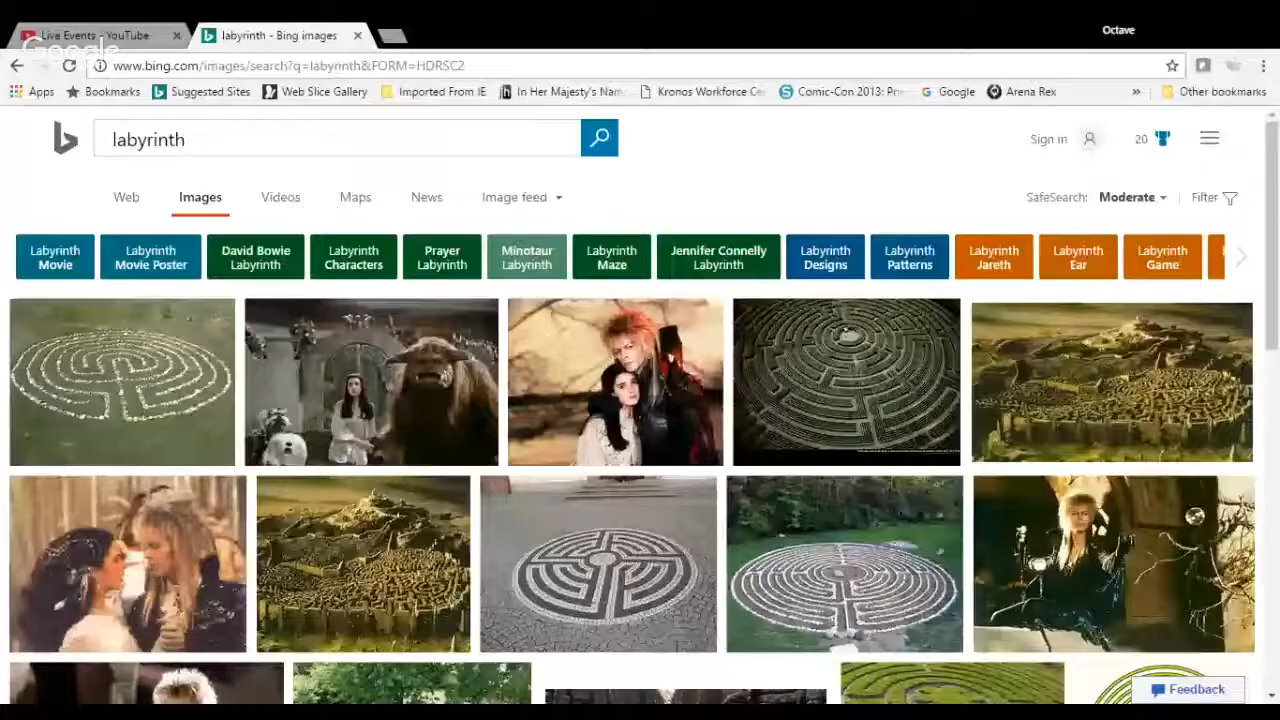 Octave
Live Events - YouTube
labyrinth - Bing images
Google
www.bing.com/images/search?q=labyrinth&FORM=HDRSC2
Apps Bookmarks Suggested Sites Web Slice Gallery Imported From IE In Her Majesty's Nam Kronos Workforce Ce Comic-Con 2013: Pr Google Arena Rex » Other bookmarks
labyrinth
Sign in 20
Web Images Videos Maps News Image feed
SafeSearch: Moderate Filter
Labyrinth Movie
Labyrinth Movie Poster
David Bowie Labyrinth
Labyrinth Characters
Prayer Labyrinth
Minotaur Labyrinth
Labyrinth Maze
Jennifer Connelly Labyrinth
Labyrinth Designs
Labyrinth Patterns
Labyrinth Jareth
Labyrinth Ear
Labyrinth Game
Feedback